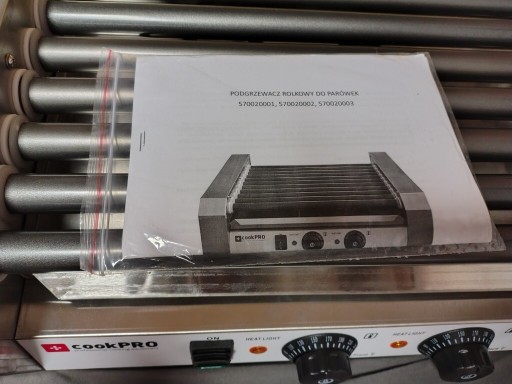 PODGRZEWACZ ROLKOWY DO PARÓWEK
570020001, 570020002, 570020003
cookPRO
cookPRO
ON
HEAT LIGHT
HEAT LIGHT